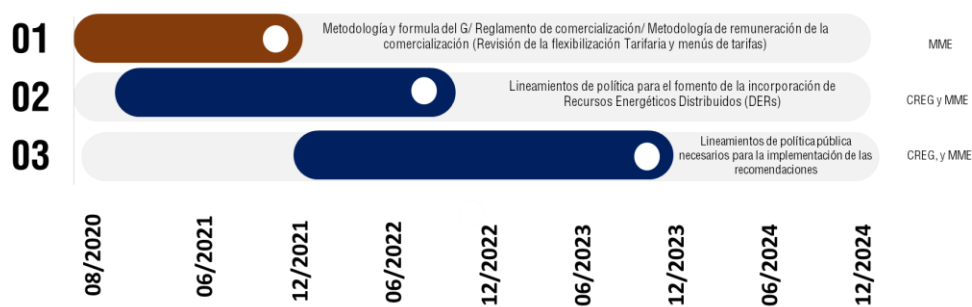 01
Metodología y formula del G/ Reglamento de comercialización/ Metodología de remuneración de la
comercialización (Revisión de la flexibilización Tarifaria y menús de tarifas)
MME
02
Lineamientos de política para el fomento de la incorporación de
Recursos Energéticos Distribuidos (DERs)
CREG y MME
03
Lineamientos de política pública
necesarios para la implementación de las
recomendaciones
CREG, y MME
08/2020
06/2021
12/2021
06/2022
12/2022
06/2023
12/2023
06/2024
12/2024